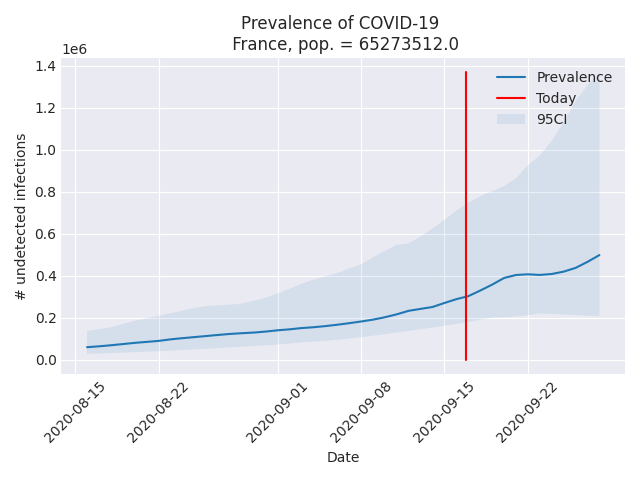 Prevalence of COVID-19
France, pop. = 65273512.0
1e6
1.4
1.2
1.0
0.8
0.6
0.4
0.2
0.0
# undetected infections
Prevalence
Today
95CI
2020-08-15
2020-08-22
2020-09-01
2020-09-08
2020-09-15
2020-09-22
Date